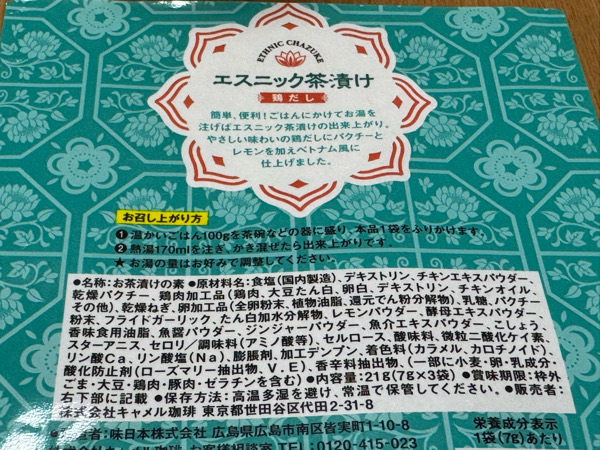 ETHNIC CHAZUKE
エスニック茶漬け
鶏だし
簡単、便利！ごはんにかけてお湯を
注げばエスニック茶漬けの出来上がり。
やさしい味わいの鶏だしにパクチーと
レモンを加えベトナム風に
仕上げました。
お召し上がり方
❶ 温かいごはん100gを茶碗などの器に盛り、本品1袋をふりかけます。
❷ 熱湯170mlを注ぎ、かき混ぜたら出来上がりです
★ お湯の量はお好みで調整してください。
●名称：お茶漬けの素 ●原材料名：食塩(国内製造)、デキストリン、チキンエキスパウダー、
乾燥パクチー、鶏肉加工品(鶏肉、大豆たん白、卵白、デキストリン、チキンオイル、
その他)、乾燥ねぎ、卵加工品(全卵粉末、植物油脂、還元でん粉分解物)、乳糖、パクチー
粉末、フライドガーリック、たん白加水分解物、レモンパウダー、酵母エキスパウダー、
香味食用油脂、魚醤パウダー、ジンジャーパウダー、魚介エキスパウダー、こしょう、
スターアニス、セロリ／調味料(アミノ酸等)、セルロース、酸味料、微粒二酸化ケイ素、
リン酸Ca、リン酸塩(Na)、膨脹剤、加工デンプン、着色料(カラメル、カロチノイド)、
酸化防止剤(ローズマリー抽出物、V.E)、香辛料抽出物、(一部に小麦・卵・乳成分・
ごま・大豆・鶏肉・豚肉・ゼラチンを含む) ●内容量：21g(7g×3袋) ●賞味期限：枠外
右下部に記載 ●保存方法：高温多湿を避け、常温で保管してください。 ●販売者：
株式会社キャメル珈琲 東京都世田谷区代田2-31-8
者：味日本株式会社 広島県広島市南区皆実町1-10-8
お客様相談室 TEL：0120-415-023
栄養成分表示
1袋(7g)あたり